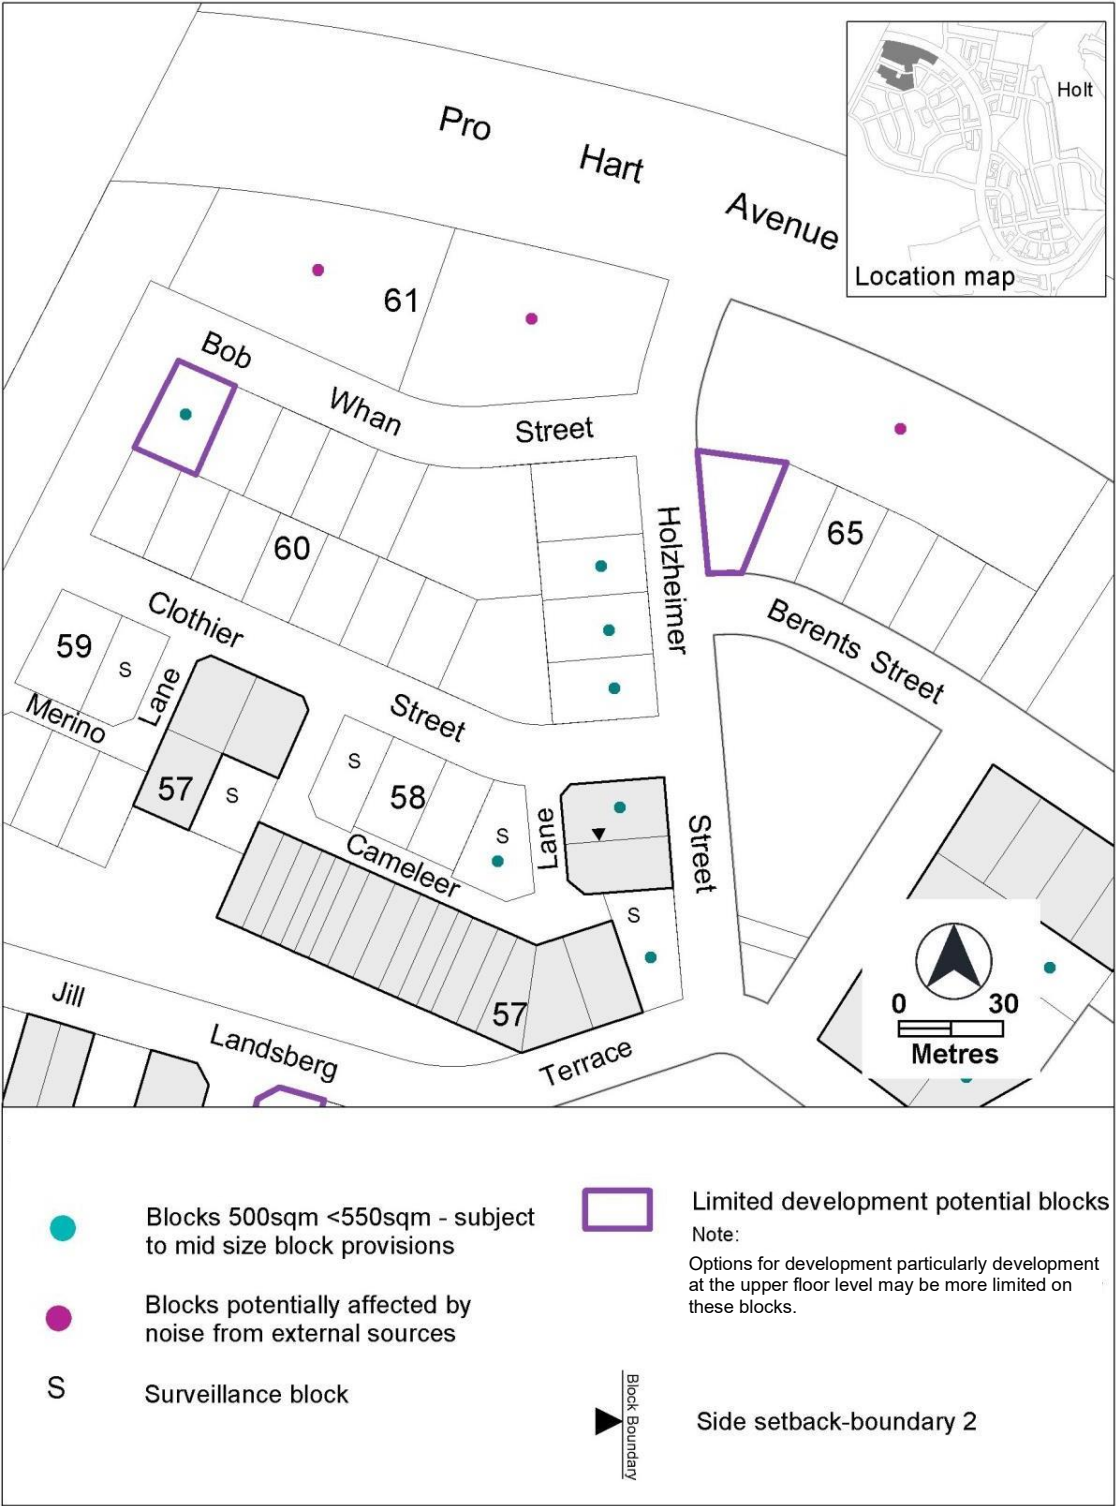 Pro
Hart
Avenue
Holt
Location map
61
Bob
Whan
Street
60
Holzheimer
Street
65
Berents Street
Clothier
Street
59
S
Lane
Merino
57
S
S
58
S
Lane
Cameleer
S
57
Jill
Landsberg
Terrace
0 30
Metres
Blocks 500sqm <550sqm - subject
to mid size block provisions
Blocks potentially affected by
noise from external sources
S Surveillance block
Limited development potential blocks
Note:
Options for development particularly development
at the upper floor level may be more limited on
these blocks.
Block Boundary
Side setback-boundary 2